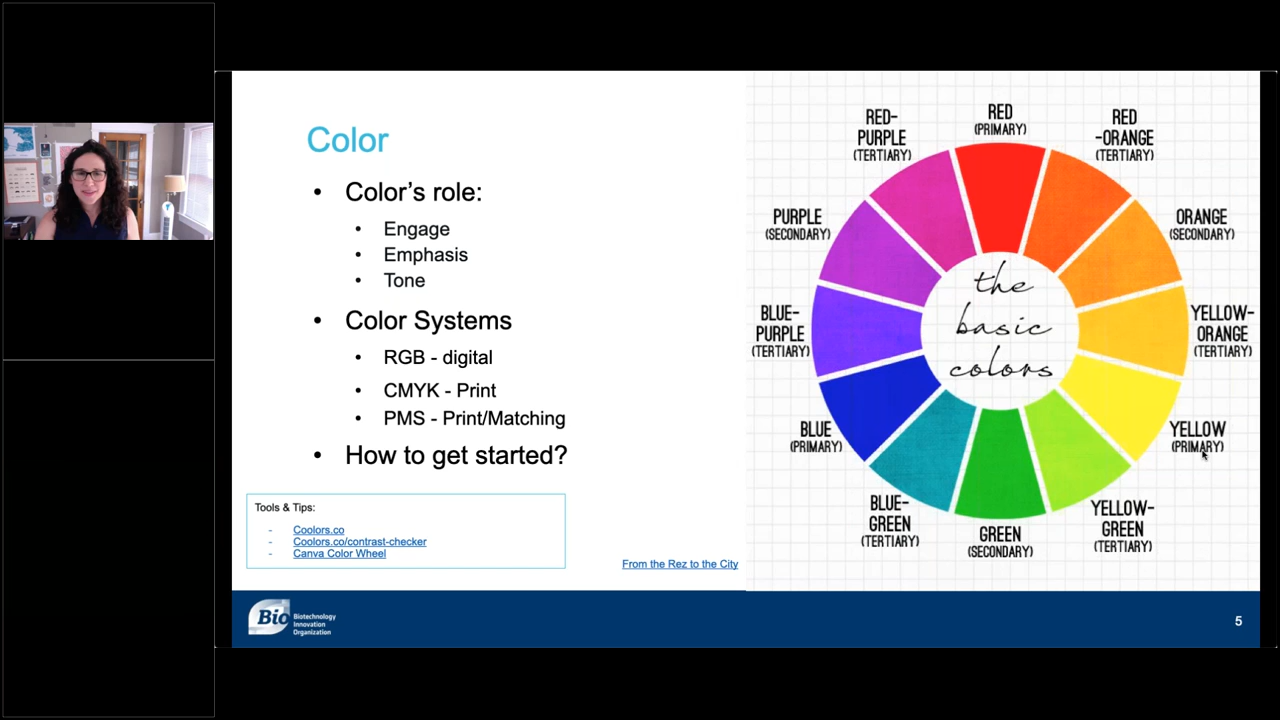 Color
• Color's role:
• Engage
• Emphasis
• Tone
• Color Systems
• RGB - digital
• CMYK - Print
• PMS - Print/Matching
• How to get started?
Tools & Tips:
- Coolors.co
- Coolors.co/contrast-checker
- Canva Color Wheel
From the Rez to the City
RED
(PRIMARY)
RED
-ORANGE
(TERTIARY)
ORANGE
(SECONDARY)
YELLOW-
ORANGE
(TERTIARY)
YELLOW
(PRIMARY)
YELLOW-
GREEN
(TERTIARY)
GREEN
(SECONDARY)
BLUE-
GREEN
(TERTIARY)
BLUE
(PRIMARY)
BLUE-
PURPLE
(TERTIARY)
PURPLE
(SECONDARY)
RED-
PURPLE
(TERTIARY)
the
basic
colors
Bio
Biotechnology
Innovation
Organization
5